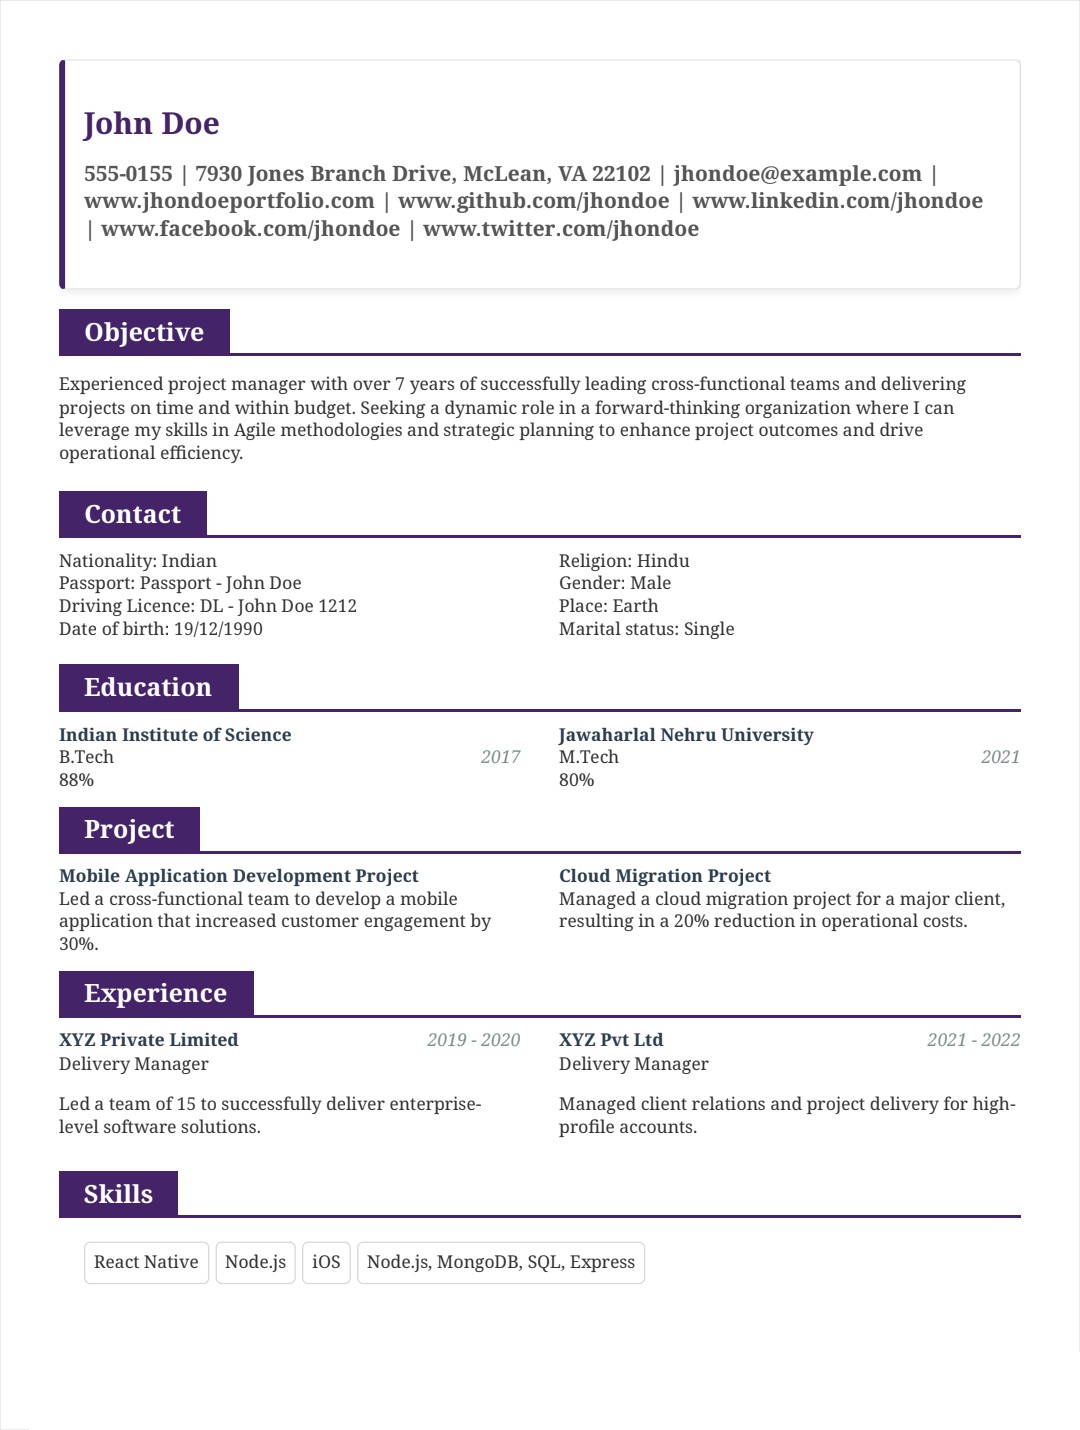 John Doe
555-0155 | 7930 Jones Branch Drive, McLean, VA 22102 | jhondoe@example.com |
www.jhondoeportfolio.com | www.github.com/jhondoe | www.linkedin.com/jhondoe
| www.facebook.com/jhondoe | www.twitter.com/jhondoe
Objective
Experienced project manager with over 7 years of successfully leading cross-functional teams and delivering
projects on time and within budget. Seeking a dynamic role in a forward-thinking organization where I can
leverage my skills in Agile methodologies and strategic planning to enhance project outcomes and drive
operational efficiency.
Contact
Nationality: Indian
Passport: Passport - John Doe
Driving Licence: DL - John Doe 1212
Date of birth: 19/12/1990
Religion: Hindu
Gender: Male
Place: Earth
Marital status: Single
Education
Indian Institute of Science
B.Tech 2017
88%
Jawaharlal Nehru University
M.Tech 2021
80%
Project
Mobile Application Development Project
Led a cross-functional team to develop a mobile
application that increased customer engagement by
30%.
Cloud Migration Project
Managed a cloud migration project for a major client,
resulting in a 20% reduction in operational costs.
Experience
XYZ Private Limited 2019 - 2020
Delivery Manager
Led a team of 15 to successfully deliver enterprise-
level software solutions.
XYZ Pvt Ltd 2021 - 2022
Delivery Manager
Managed client relations and project delivery for high-
profile accounts.
Skills
React Native Node.js iOS Node.js, MongoDB, SQL, Express